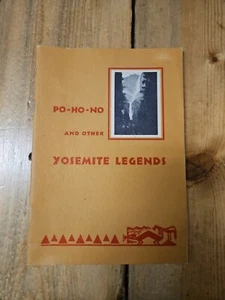 PO-HO-NO
AND OTHER
YOSEMITE LEGENDS